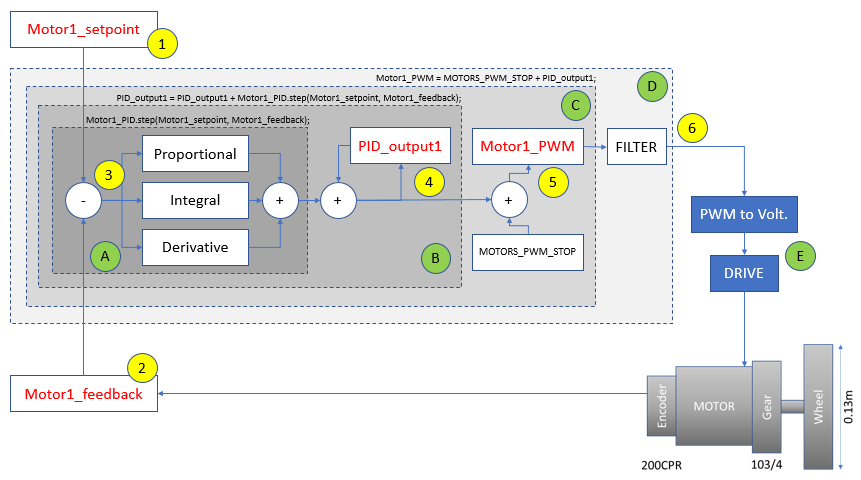 Motor1_setpoint
1
Motor1_PWM = MOTORS_PWM_STOP + PID_output1;
D
PID_output1 = PID_output1 + Motor1_PID.step(Motor1_setpoint, Motor1_feedback);
C
Motor1_PID.step(Motor1_setpoint, Motor1_feedback);
6
Proportional
PID_output1
Motor1_PWM
FILTER
3
4
5
-
Integral
+
+
+
PWM to Volt.
Derivative
A
B
MOTORS_PWM_STOP
E
DRIVE
2
Motor1_feedback
Encoder
MOTOR
Gear
Wheel
0.13m
200CPR
103/4